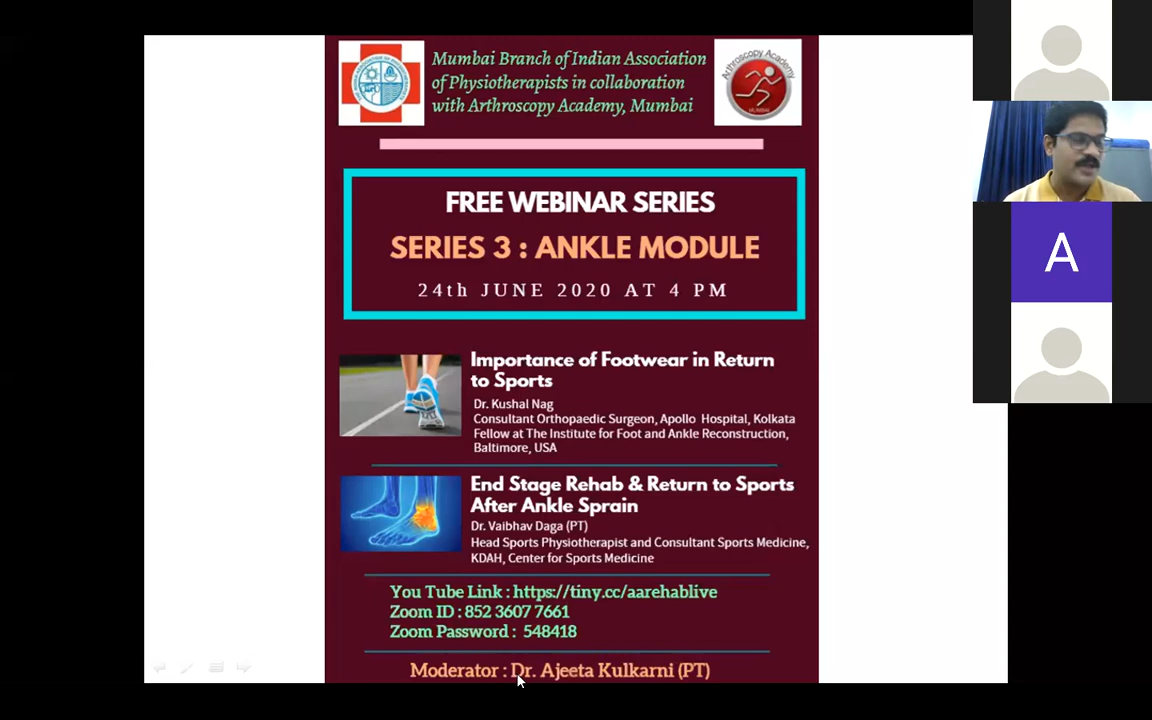 Mumbai Branch of Indian Association
of Physiotherapists in collaboration
with Arthroscopy Academy, Mumbai
Arthroscopy Academy
FREE WEBINAR SERIES
SERIES 3 : ANKLE MODULE
24th JUNE 2020 AT 4 PM
Importance of Footwear in Return
to Sports
Dr. Kushal Nag
Consultant Orthopaedic Surgeon, Apollo Hospital, Kolkata
Fellow at The Institute for Foot and Ankle Reconstruction,
Baltimore, USA
End Stage Rehab & Return to Sports
After Ankle Sprain
Dr. Vaibhav Daga (PT)
Head Sports Physiotherapist and Consultant Sports Medicine,
KDAH, Center for Sports Medicine
You Tube Link : https://tiny.cc/aarehablive
Zoom ID : 852 3607 7661
Zoom Password : 548418
Moderator : Dr. Ajeeta Kulkarni (PT)
A